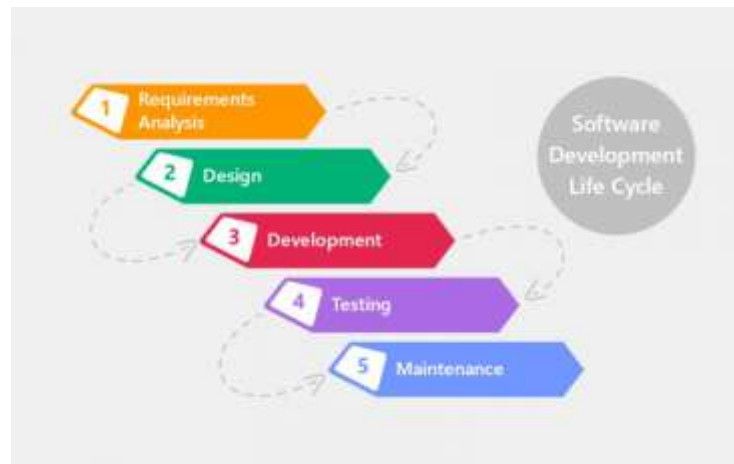 1
Requirements
Analysis
2
Design
3
Development
4
Testing
5
Maintenance
Software
Development
Life Cycle